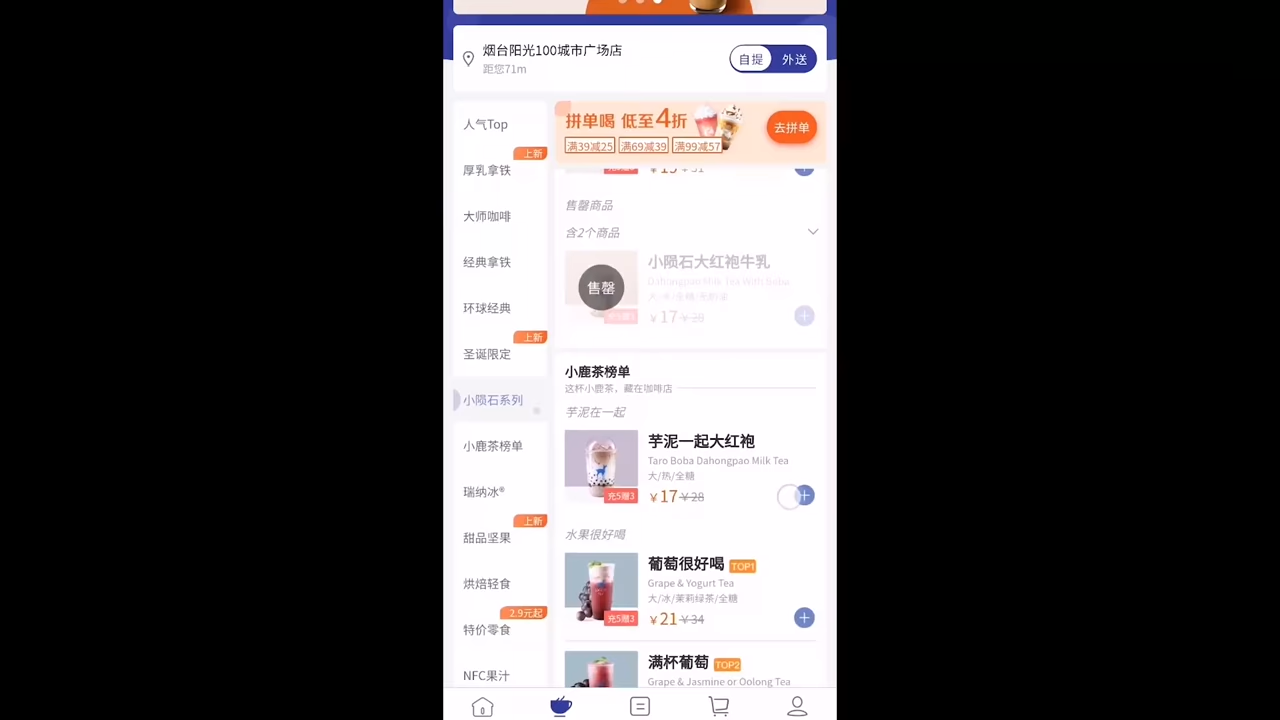 烟台阳光100城市广场店
距您71m
自提
外送
人气Top
上新
厚乳拿铁
大师咖啡
经典拿铁
环球经典
上新
圣诞限定
小陨石系列
小鹿茶榜单
瑞纳冰®
上新
甜品坚果
烘焙轻食
2.9元起
特价零食
NFC果汁
拼单喝 低至4折
满39减25 满69减39 满99减57
去拼单
售罄商品
含2个商品
售罄
小陨石大红袍牛乳
Dahongpao Milk Tea With Boba
¥17 ¥28
小鹿茶榜单
这杯小鹿茶，藏在咖啡店
芋泥在一起
芋泥一起大红袍
Taro Boba Dahongpao Milk Tea
大/热/全糖
充5赠3
¥17 ¥28
水果很好喝
葡萄很好喝 TOP1
Grape & Yogurt Tea
大/冰/茉莉绿茶/全糖
充5赠3
¥21 ¥34
满杯葡萄 TOP2
Grape & Jasmine or Oolong Tea